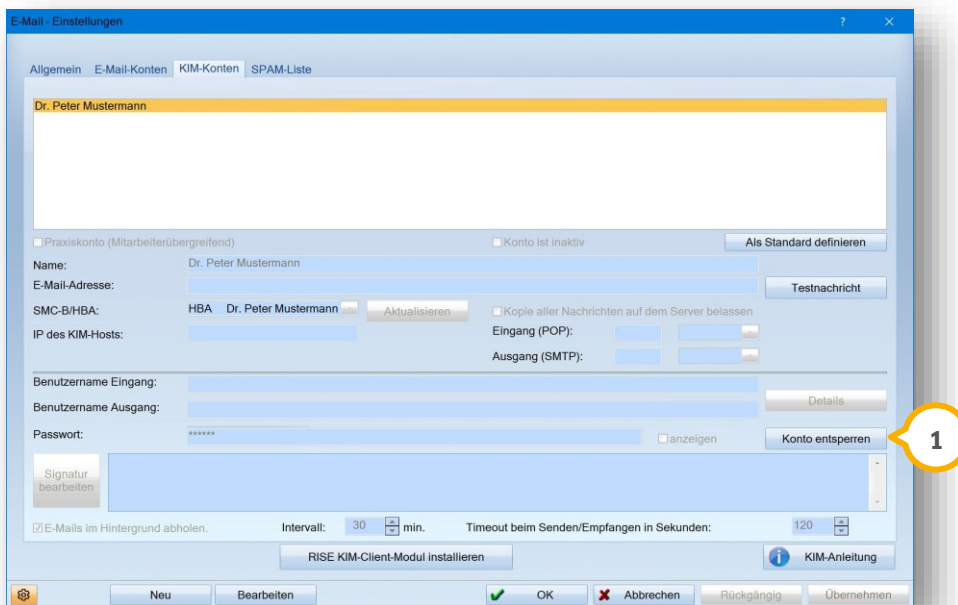 E-Mail - Einstellungen ? ×
Allgemein E-Mail-Konten KIM-Konten SPAM-Liste
Dr. Peter Mustermann
Praxiskonto (Mitarbeiterübergreifend) Konto ist inaktiv Als Standard definieren
Name: Dr. Peter Mustermann
E-Mail-Adresse: Testnachricht
SMC-B/HBA: HBA Dr. Peter Mustermann Aktualisieren Kopie aller Nachrichten auf dem Server belassen
IP des KIM-Hosts: Eingang (POP):
Ausgang (SMTP):
Benutzername Eingang: Details
Benutzername Ausgang:
Passwort: ****** anzeigen Konto entsperren 1
Signatur
bearbeiten
E-Mails im Hintergrund abholen. Intervall: 30 min. Timeout beim Senden/Empfangen in Sekunden: 120
RISE KIM-Client-Modul installieren i KIM-Anleitung
Neu Bearbeiten OK Abbrechen Rückgängig Übernehmen